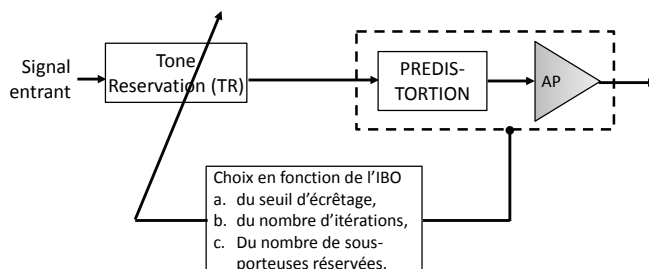 Signal
entrant
Tone
Reservation (TR)
PREDIS-
TORTION
AP
Choix en fonction de l’IBO
a. du seuil d’écrêtage,
b. du nombre d’itérations,
c. Du nombre de sous-
porteuses réservées.